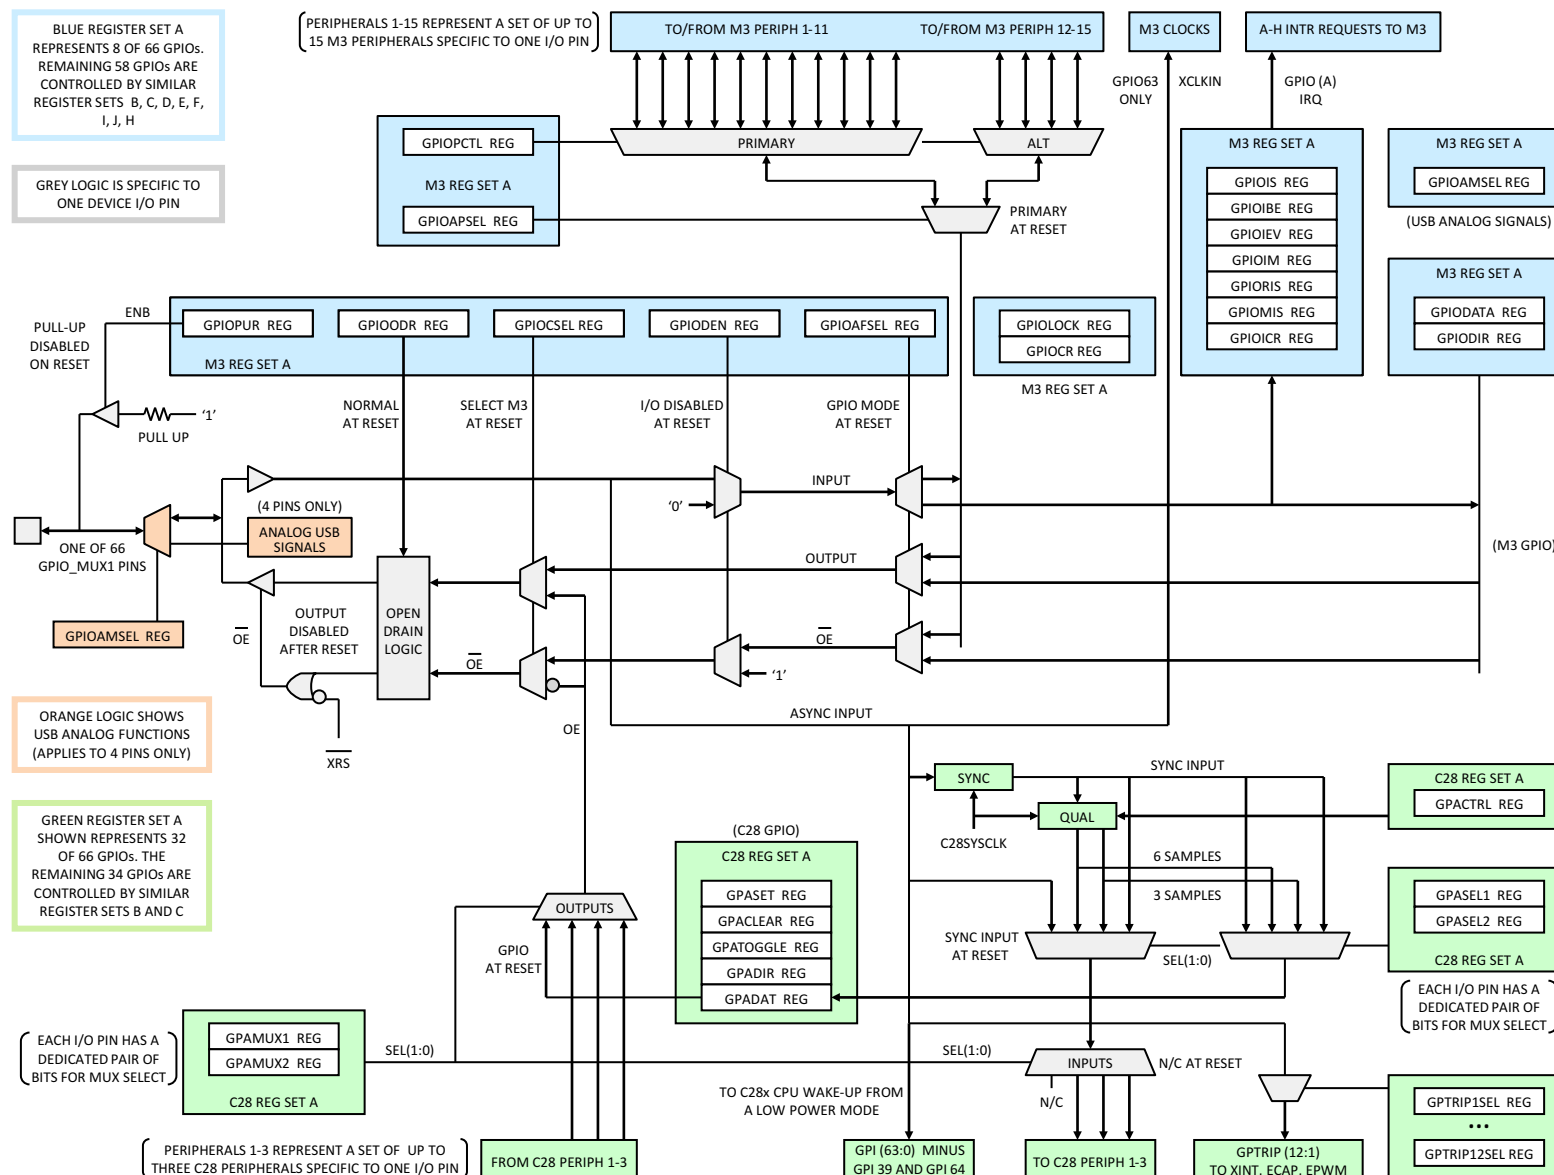 BLUE REGISTER SET A
REPRESENTS 8 OF 66 GPIOs.
REMAINING 58 GPIOs ARE
CONTROLLED BY SIMILAR
REGISTER SETS B, C, D, E, F,
I, J, H
PERIPHERALS 1-15 REPRESENT A SET OF UP TO
15 M3 PERIPHERALS SPECIFIC TO ONE I/O PIN
TO/FROM M3 PERIPH 1-11
TO/FROM M3 PERIPH 12-15
M3 CLOCKS
A-H INTR REQUESTS TO M3
GPIO63
ONLY
XCLKIN
GPIO (A)
IRQ
GREY LOGIC IS SPECIFIC TO
ONE DEVICE I/O PIN
GPIOPCTL REG
M3 REG SET A
GPIOAPSEL REG
PRIMARY
ALT
PRIMARY
AT RESET
M3 REG SET A
GPIOIS REG
GPIOIBE REG
GPIOIEV REG
GPIOIM REG
GPIORIS REG
GPIOMIS REG
GPIOICR REG
M3 REG SET A
GPIOAMSEL REG
(USB ANALOG SIGNALS)
M3 REG SET A
GPIODATA REG
GPIODIR REG
PULL-UP
DISABLED
ON RESET
ENB
GPIOPUR REG
GPIOODR REG
GPIOCSEL REG
GPIODEN REG
GPIOAFSEL REG
M3 REG SET A
GPIOLOCK REG
GPIOCR REG
M3 REG SET A
'1'
PULL UP
NORMAL
AT RESET
SELECT M3
AT RESET
I/O DISABLED
AT RESET
GPIO MODE
AT RESET
INPUT
'0'
(4 PINS ONLY)
ANALOG USB
SIGNALS
ONE OF 66
GPIO_MUX1 PINS
OUTPUT
(M3 GPIO)
GPIOAMSEL REG
OE
OUTPUT
DISABLED
AFTER RESET
OPEN
DRAIN
LOGIC
OE
OE
'1'
XRS
OE
ASYNC INPUT
ORANGE LOGIC SHOWS
USB ANALOG FUNCTIONS
(APPLIES TO 4 PINS ONLY)
GREEN REGISTER SET A
SHOWN REPRESENTS 32
OF 66 GPIOs. THE
REMAINING 34 GPIOs ARE
CONTROLLED BY SIMILAR
REGISTER SETS B AND C
SYNC
SYNC INPUT
QUAL
C28SYSCLK
C28 REG SET A
GPACTRL REG
6 SAMPLES
3 SAMPLES
GPASEL1 REG
GPASEL2 REG
C28 REG SET A
(C28 GPIO)
C28 REG SET A
GPASET REG
GPACLEAR REG
GPATOGGLE REG
GPADIR REG
GPADAT REG
OUTPUTS
GPIO
AT RESET
SYNC INPUT
AT RESET
SEL(1:0)
EACH I/O PIN HAS A
DEDICATED PAIR OF
BITS FOR MUX SELECT
EACH I/O PIN HAS A
DEDICATED PAIR OF
BITS FOR MUX SELECT
GPAMUX1 REG
GPAMUX2 REG
C28 REG SET A
SEL(1:0)
SEL(1:0)
INPUTS
N/C AT RESET
N/C
TO C28x CPU WAKE-UP FROM
A LOW POWER MODE
GPTRIP1SEL REG
...
GPTRIP12SEL REG
PERIPHERALS 1-3 REPRESENT A SET OF UP TO
THREE C28 PERIPHERALS SPECIFIC TO ONE I/O PIN
FROM C28 PERIPH 1-3
GPI (63:0) MINUS
GPI 39 AND GPI 64
TO C28 PERIPH 1-3
GPTRIP (12:1)
TO XINT, ECAP, EPWM